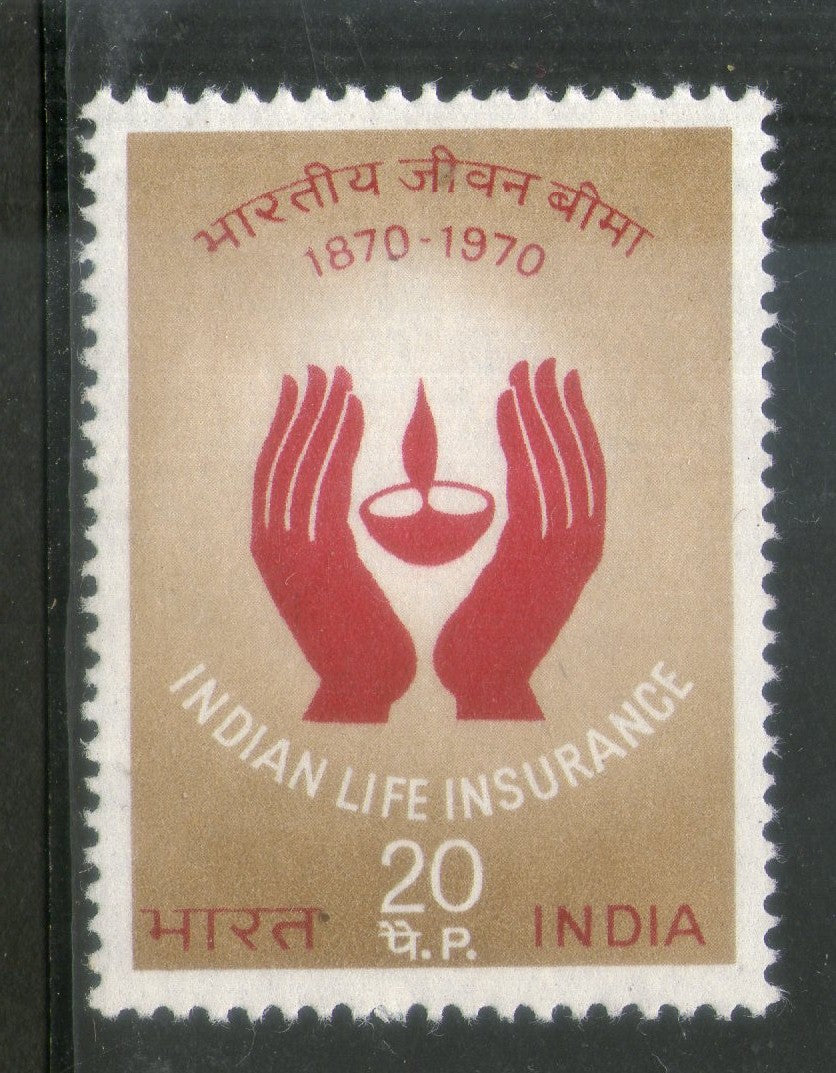 भारतीय जीवन बीमा
1870-1970
INDIAN LIFE INSURANCE
20
भारत पै. P. INDIA